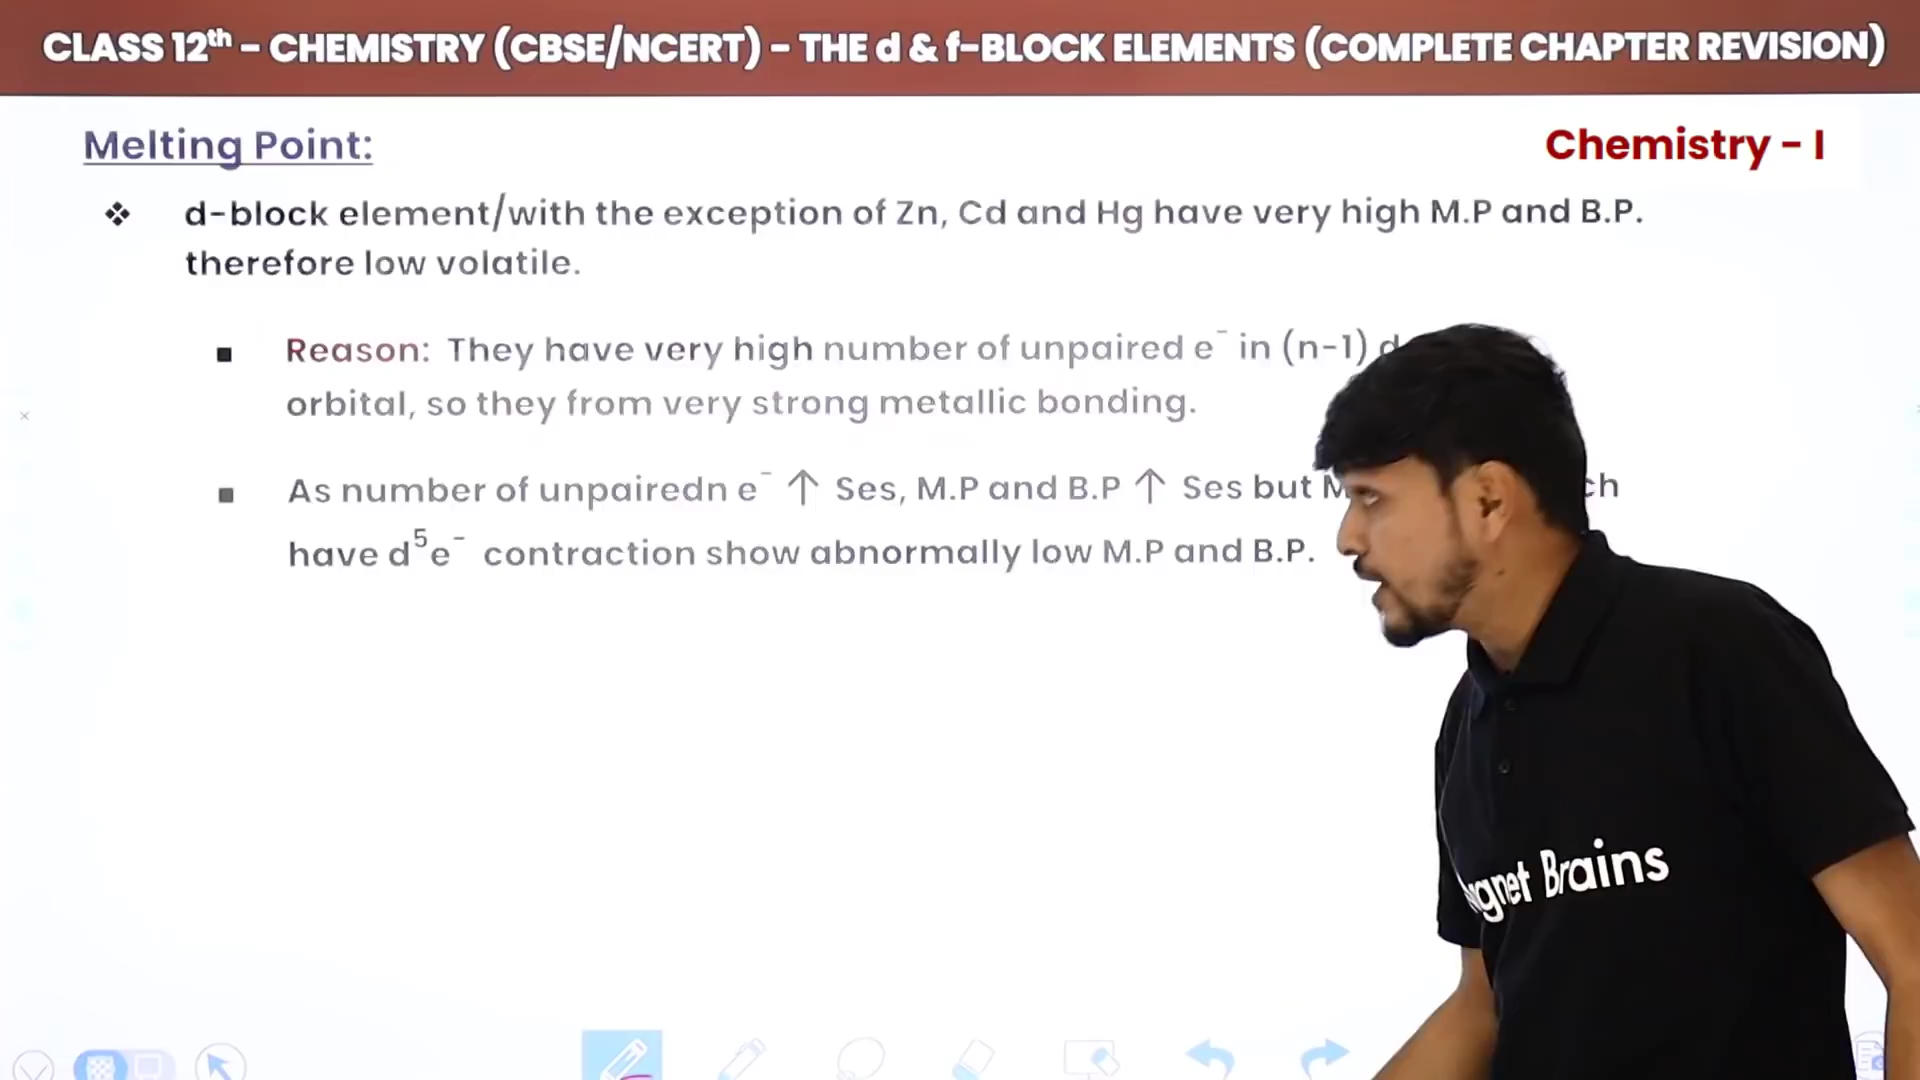 CLASS 12th – CHEMISTRY (CBSE/NCERT) – THE d & f-BLOCK ELEMENTS (COMPLETE CHAPTER REVISION)
Melting Point:
Chemistry - I
❖ d-block element/with the exception of Zn, Cd and Hg have very high M.P and B.P.
therefore low volatile.
▪ Reason: They have very high number of unpaired e⁻ in (n-1) d
orbital, so they from very strong metallic bonding.
▪ As number of unpairedn e⁻ ↑ Ses, M.P and B.P ↑ Ses but
have d⁵e⁻ contraction show abnormally low M.P and B.P.
Brains